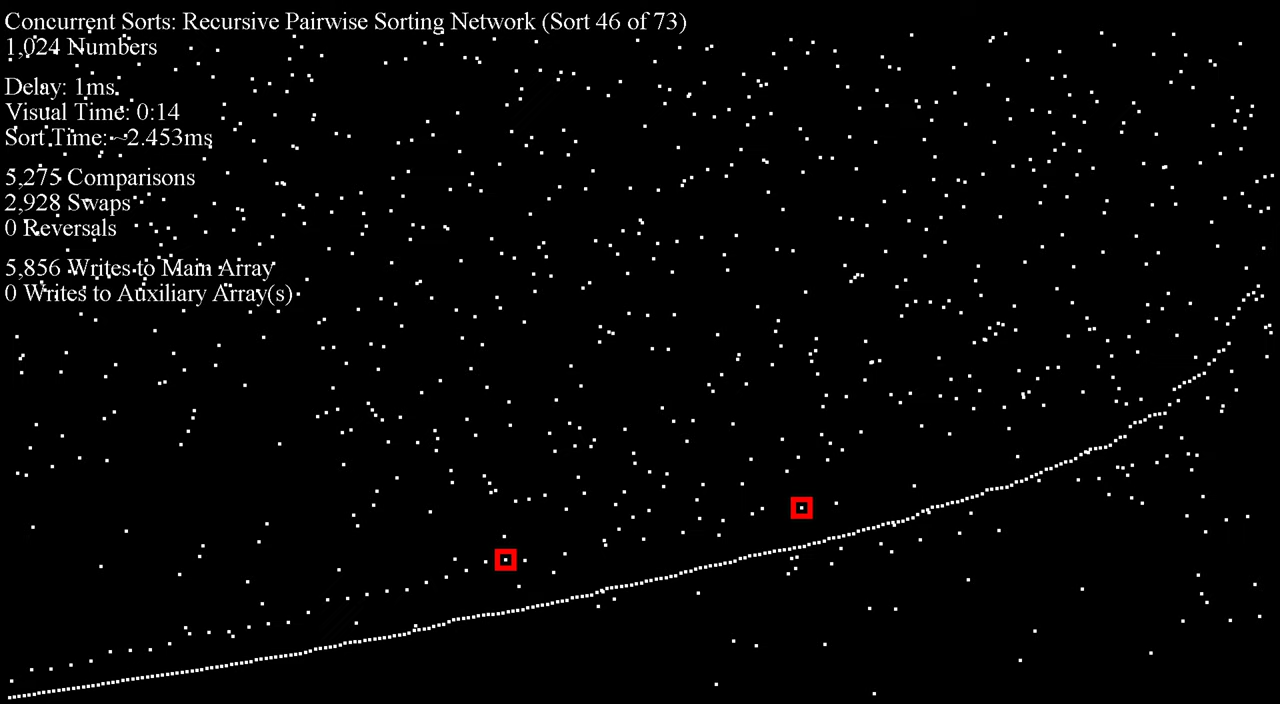 Concurrent Sorts: Recursive Pairwise Sorting Network (Sort 46 of 73)
1,024 Numbers
Delay: 1ms
Visual Time: 0:14
Sort Time: ~2.453ms
5,275 Comparisons
2,928 Swaps
0 Reversals
5,856 Writes to Main Array
0 Writes to Auxiliary Array(s)